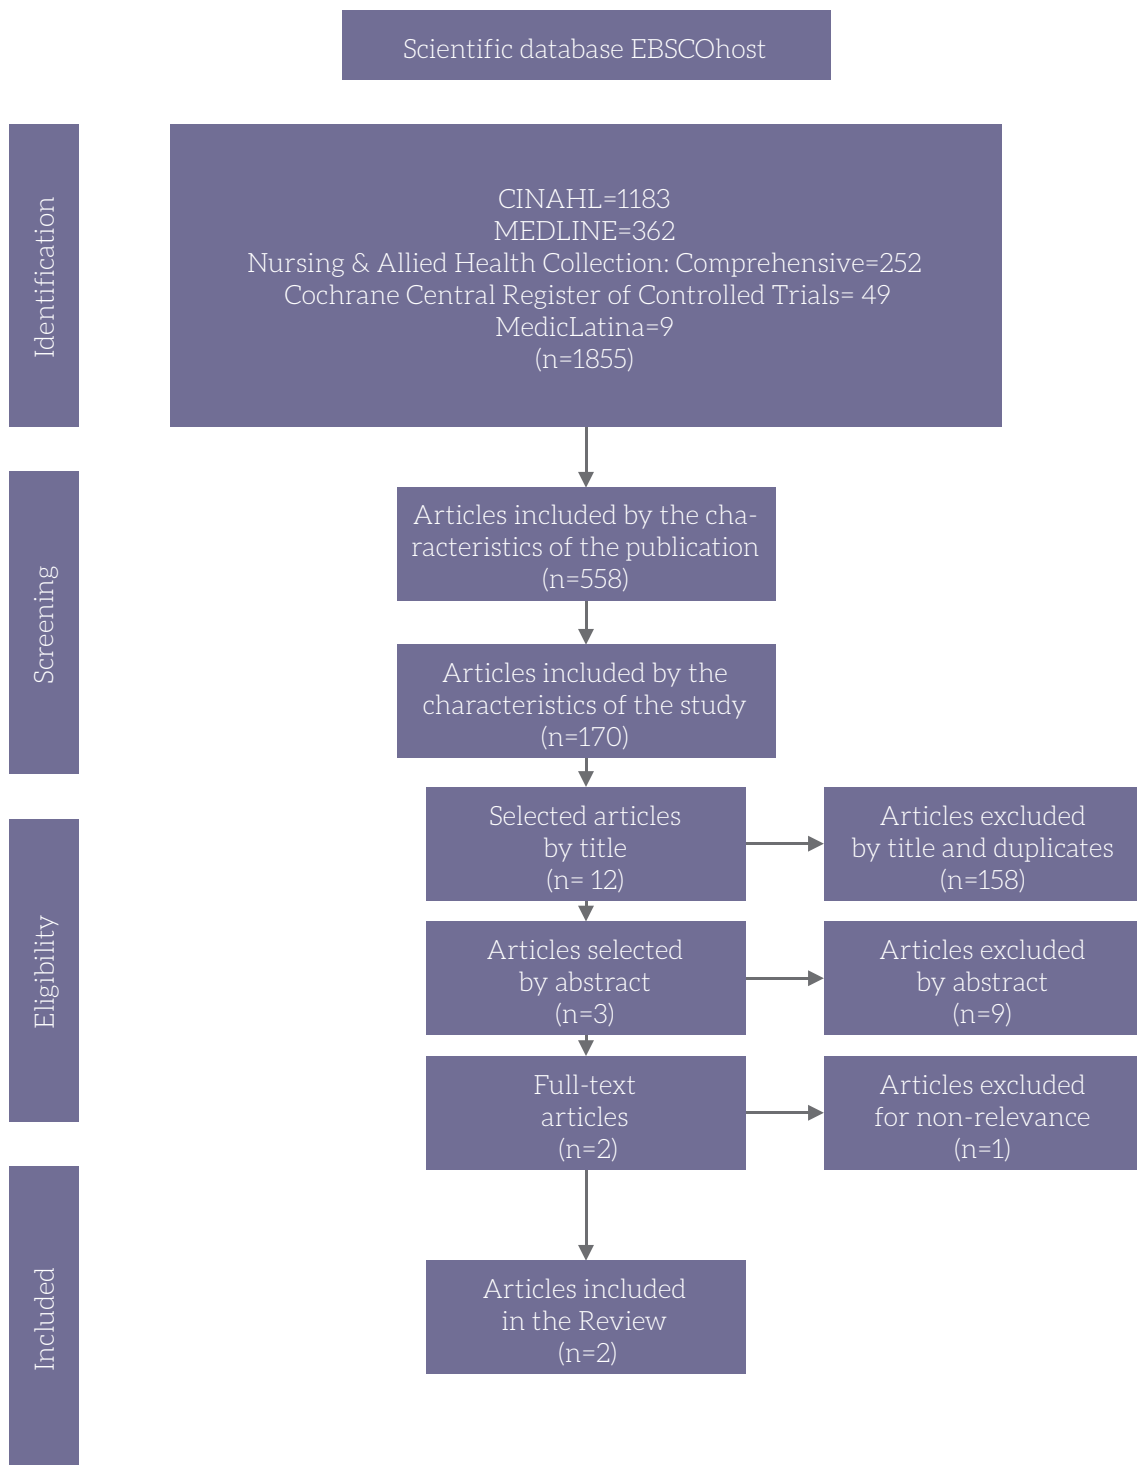 Scientific database EBSCOhost
Identification
CINAHL=1183
MEDLINE=362
Nursing & Allied Health Collection: Comprehensive=252
Cochrane Central Register of Controlled Trials= 49
MedicLatina=9
(n=1855)
Screening
Articles included by the cha-
racteristics of the publication
(n=558)
Articles included by the
characteristics of the study
(n=170)
Eligibility
Selected articles
by title
(n= 12)
Articles excluded
by title and duplicates
(n=158)
Articles selected
by abstract
(n=3)
Articles excluded
by abstract
(n=9)
Full-text
articles
(n=2)
Articles excluded
for non-relevance
(n=1)
Included
Articles included
in the Review
(n=2)